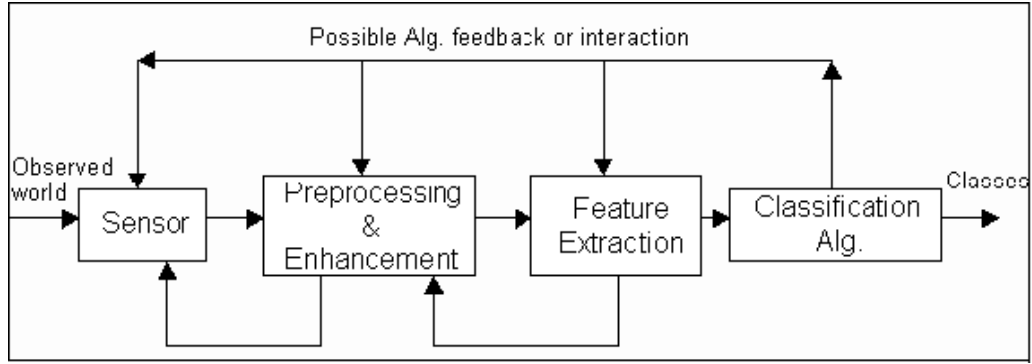 Possible Alg. feedback or interaction
Observed
world
Sensor
Preprocessing
&
Enhancement
Feature
Extraction
Classification
Alg.
Classes